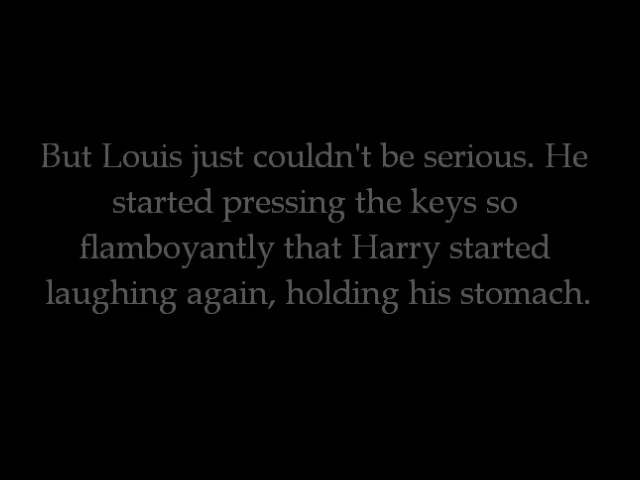 But Louis just couldn't be serious. He
started pressing the keys so
flamboyantly that Harry started
laughing again, holding his stomach.